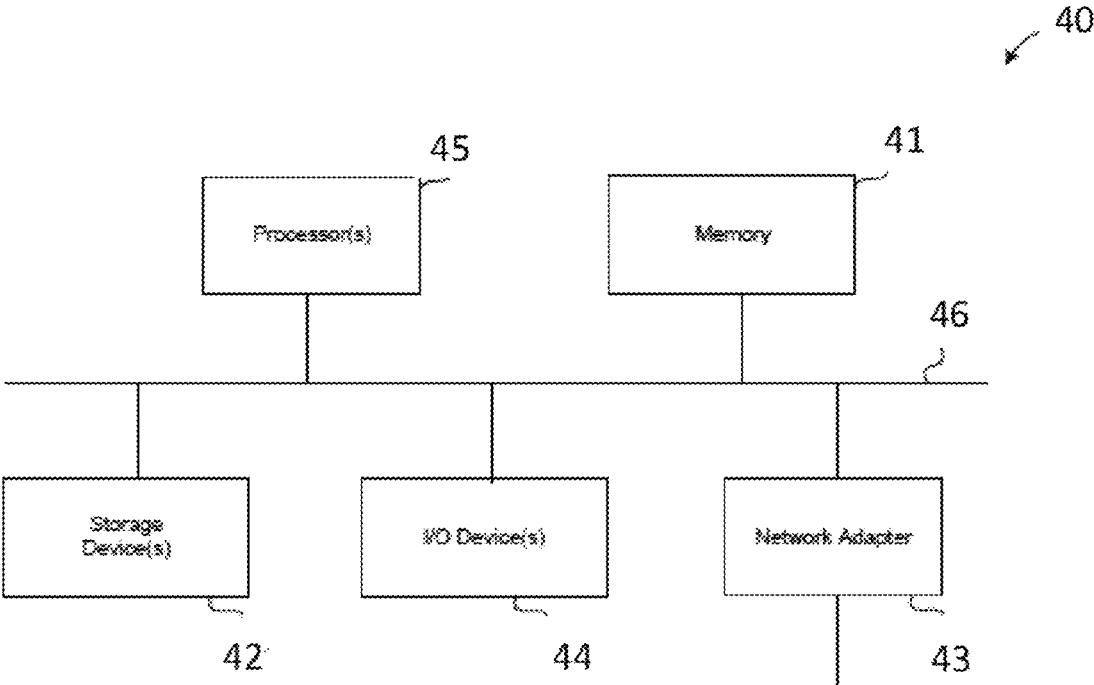 40
45
41
Processor(s)
Memory
46
Storage
Device(s)
I/O Device(s)
Network Adapter
42
44
43